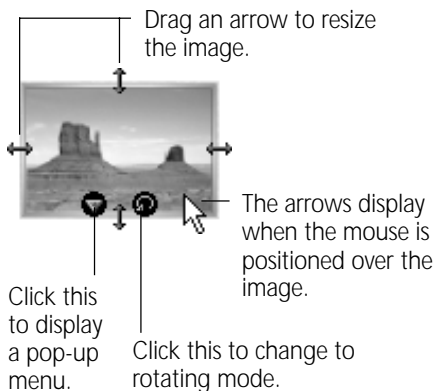 Drag an arrow to resize
the image.
The arrows display
when the mouse is
positioned over the
image.
Click this
to display
a pop-up
menu.
Click this to change to
rotating mode.